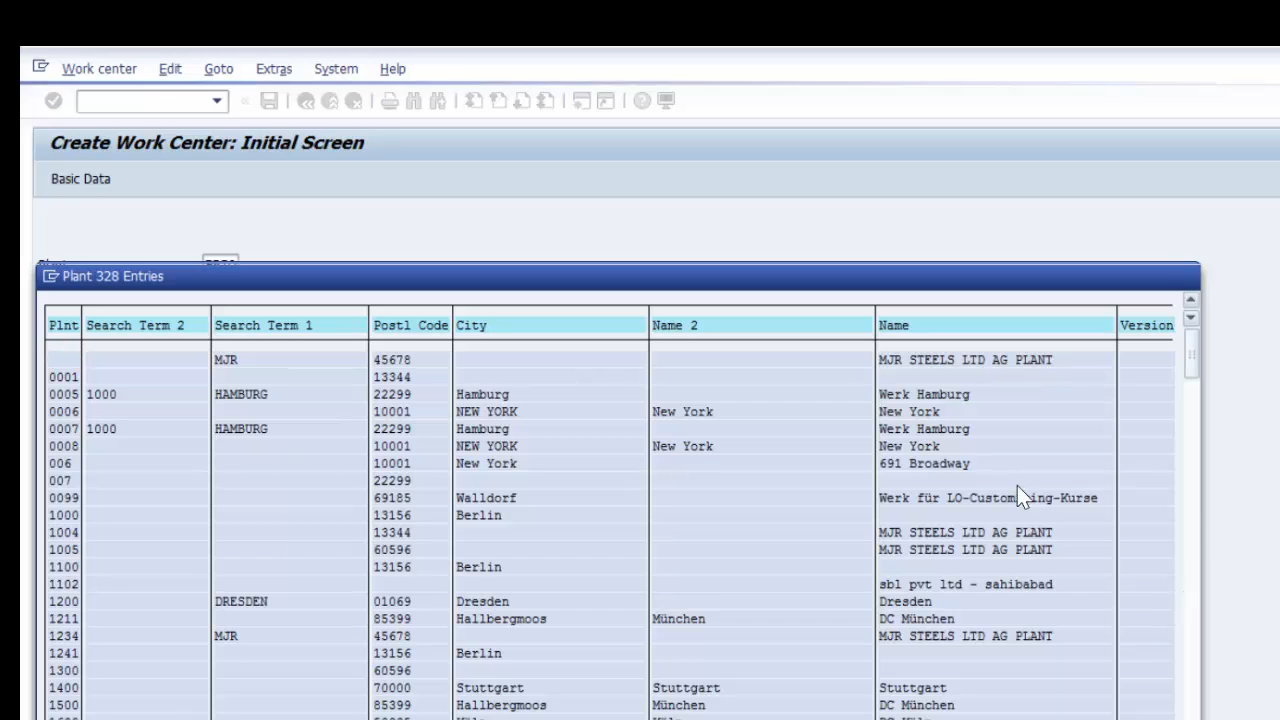 Work center Edit Goto Extras System Help
Create Work Center: Initial Screen
Basic Data
Plant 328 Entries
Plnt Search Term 2 Search Term 1 Postl Code City Name 2 Name Version
MJR 45678 MJR STEELS LTD AG PLANT
0001 13344
0005 1000 HAMBURG 22299 Hamburg Werk Hamburg
0006 10001 NEW YORK New York New York
0007 1000 HAMBURG 22299 Hamburg Werk Hamburg
0008 10001 NEW YORK New York New York
006 10001 New York 691 Broadway
007 22299
0099 69185 Walldorf Werk für LO-Customizing-Kurse
1000 13156 Berlin
1004 13344 MJR STEELS LTD AG PLANT
1005 60596 MJR STEELS LTD AG PLANT
1100 13156 Berlin
1102 sbl pvt ltd - sahibabad
1200 DRESDEN 01069 Dresden Dresden
1211 85399 Hallbergmoos München DC München
1234 MJR 45678 MJR STEELS LTD AG PLANT
1241 13156 Berlin
1300 60596
1400 70000 Stuttgart Stuttgart Stuttgart
1500 85399 Hallbergmoos München DC München